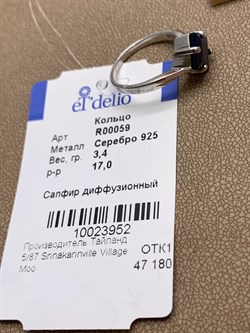 el delio
Кольцо
Арт R00059
Металл Серебро 925
Вес, гр. 3,4
р-р 17,0
Сапфир диффузионный
10023952
Производитель Тайланд
5/87 Srinakarinville Village
Moo
ОТК1
47 180